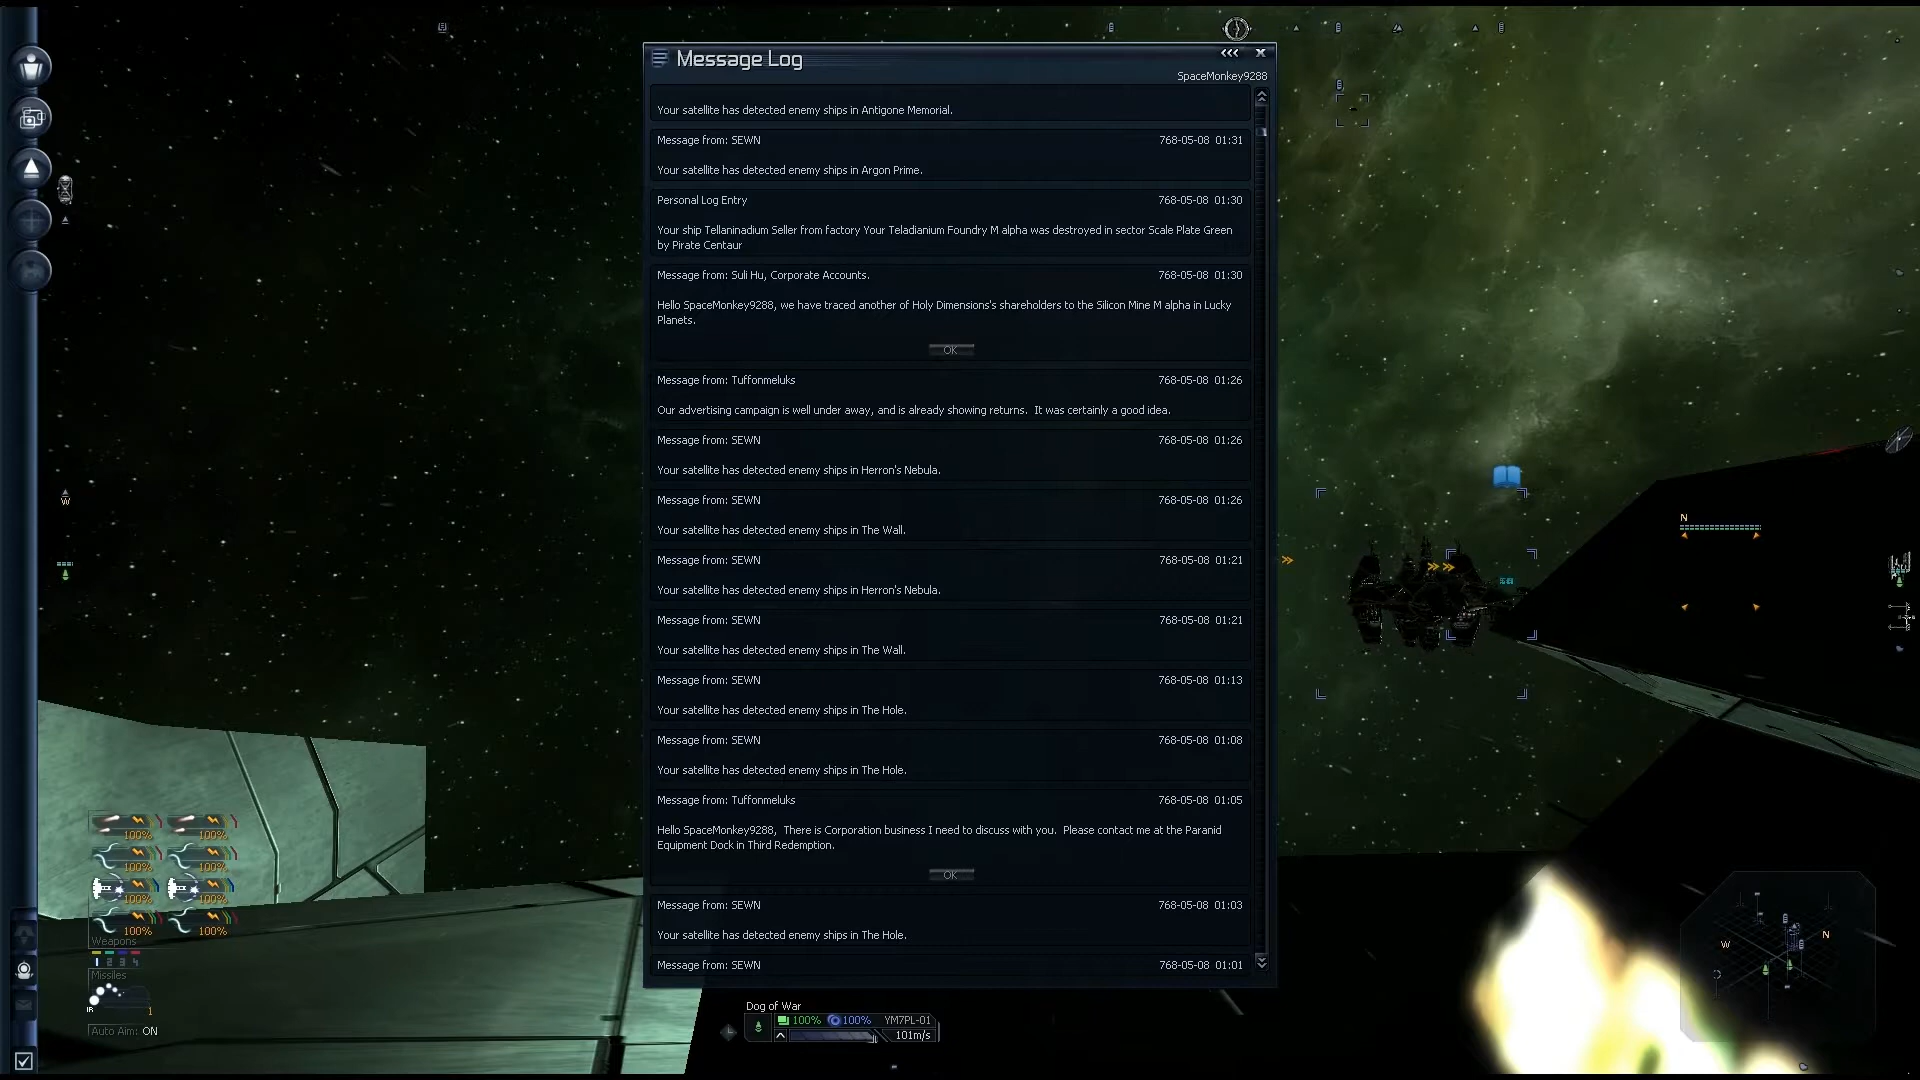 Message Log
SpaceMonkey9288
Your satellite has detected enemy ships in Antigone Memorial.
Message from: SEWN 768-05-08 01:31
Your satellite has detected enemy ships in Argon Prime.
Personal Log Entry 768-05-08 01:30
Your ship Tellaninadium Seller from factory Your Teladianium Foundry M alpha was destroyed in sector Scale Plate Green
by Pirate Centaur
Message from: Suli Hu, Corporate Accounts. 768-05-08 01:30
Hello SpaceMonkey9288, we have traced another of Holy Dimensions's shareholders to the Silicon Mine M alpha in Lucky
Planets.
OK
Message from: Tuffonmeluks 768-05-08 01:26
Our advertising campaign is well under away, and is already showing returns. It was certainly a good idea.
Message from: SEWN 768-05-08 01:26
Your satellite has detected enemy ships in Herron's Nebula.
Message from: SEWN 768-05-08 01:26
Your satellite has detected enemy ships in The Wall.
Message from: SEWN 768-05-08 01:21
Your satellite has detected enemy ships in Herron's Nebula.
Message from: SEWN 768-05-08 01:21
Your satellite has detected enemy ships in The Wall.
Message from: SEWN 768-05-08 01:13
Your satellite has detected enemy ships in The Hole.
Message from: SEWN 768-05-08 01:08
Your satellite has detected enemy ships in The Hole.
Message from: Tuffonmeluks 768-05-08 01:05
Hello SpaceMonkey9288, There is Corporation business I need to discuss with you. Please contact me at the Paranid
Equipment Dock in Third Redemption.
OK
Message from: SEWN 768-05-08 01:03
Your satellite has detected enemy ships in The Hole.
Message from: SEWN 768-05-08 01:01
W
N
100% 100%
100% 100%
100% 100%
100% 100%
Weapons
1 2 3 4
Missiles
IR 1
Auto Aim: ON
Dog of War
100% 100% YM7PL-01
101m/s
W N